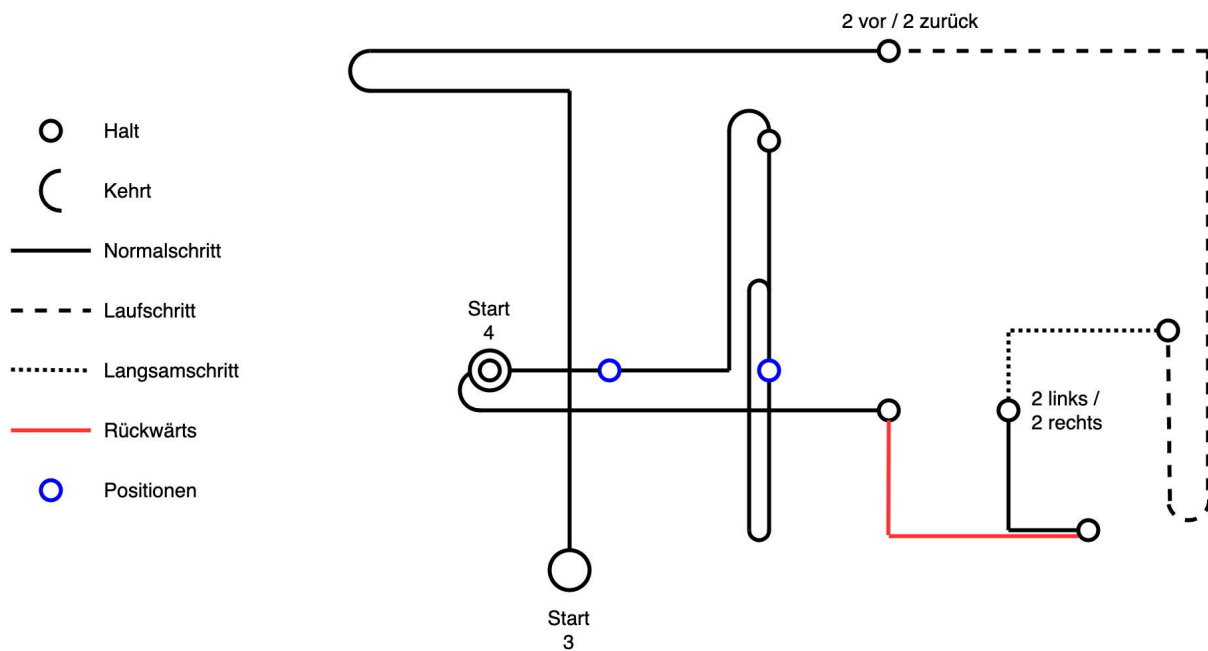 2 vor / 2 zurück
Halt
Kehrt
Normalschritt
Laufschritt
Langsamschritt
Rückwärts
Positionen
Start
4
2 links /
2 rechts
Start
3